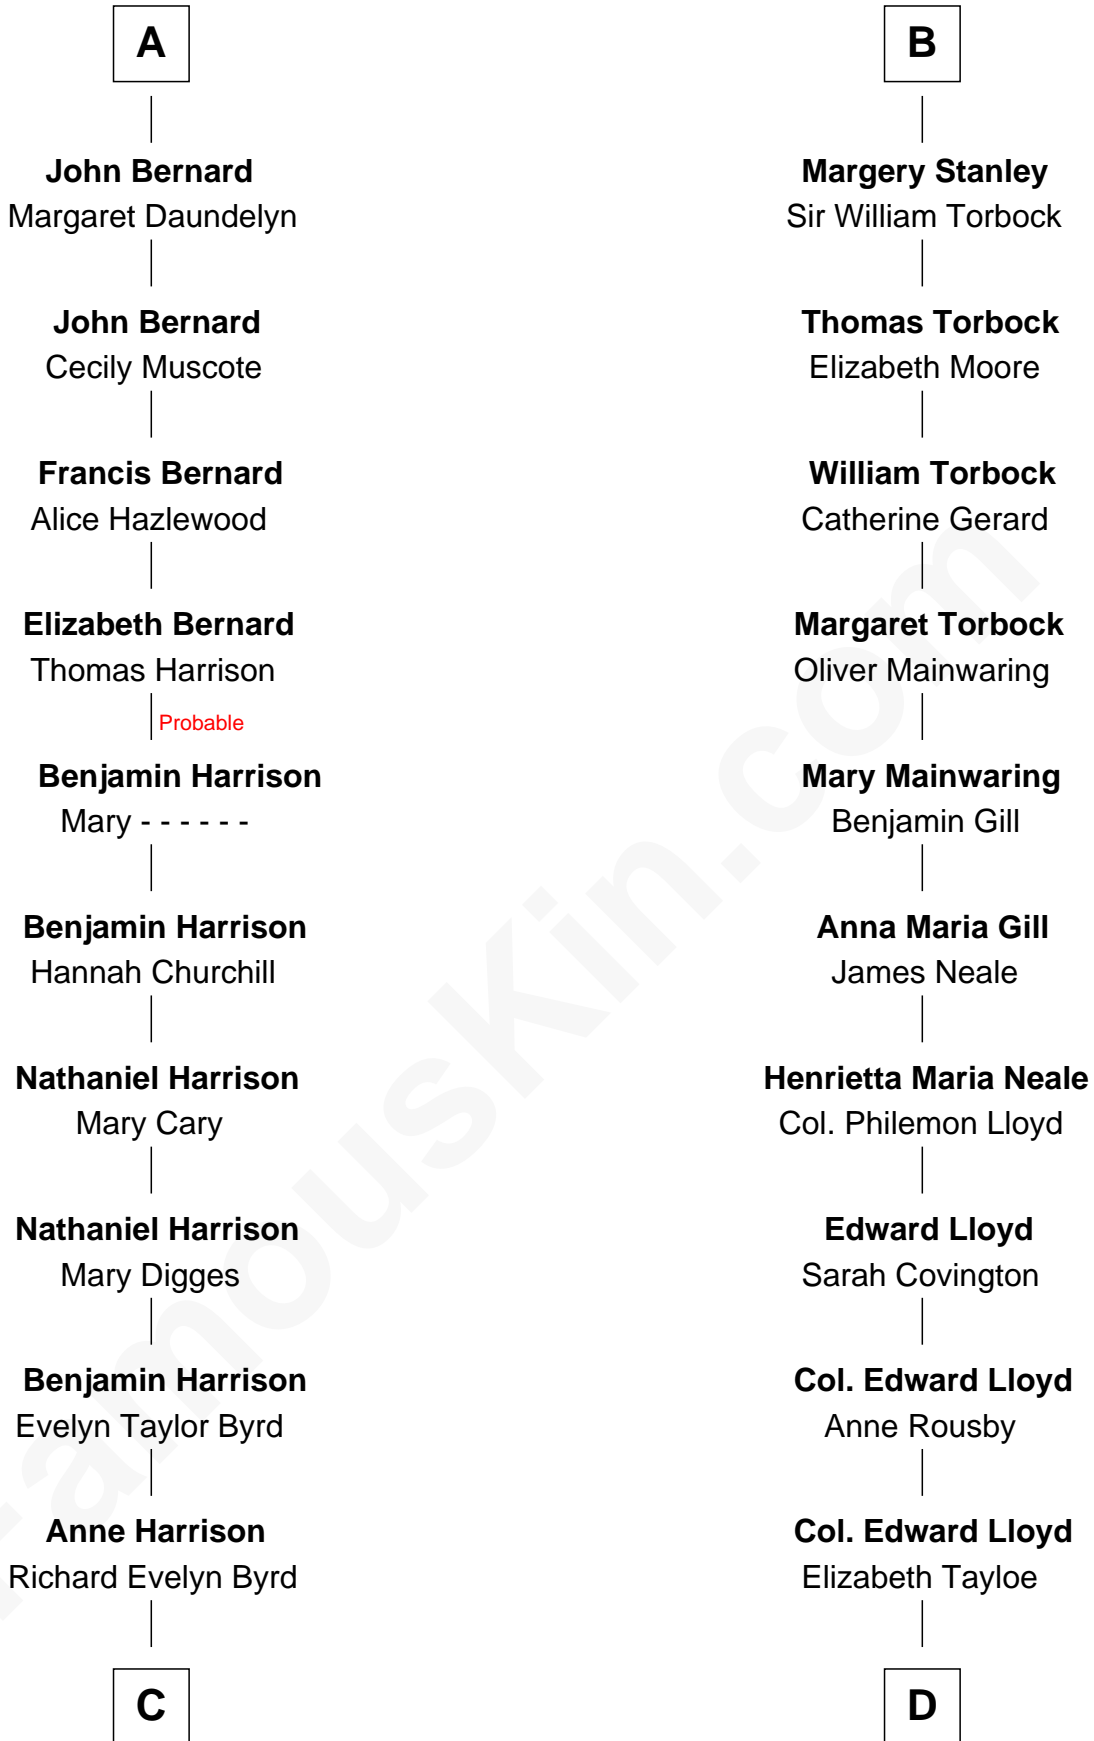 A
John Bernard
Margaret Daundelyn
John Bernard
Cecily Muscote
Francis Bernard
Alice Hazlewood
Elizabeth Bernard
Thomas Harrison
Probable
Benjamin Harrison
Mary - - - - - -
Benjamin Harrison
Hannah Churchill
Nathaniel Harrison
Mary Cary
Nathaniel Harrison
Mary Digges
Benjamin Harrison
Evelyn Taylor Byrd
Anne Harrison
Richard Evelyn Byrd
C
B
Margery Stanley
Sir William Torbock
Thomas Torbock
Elizabeth Moore
William Torbock
Catherine Gerard
Margaret Torbock
Oliver Mainwaring
Mary Mainwaring
Benjamin Gill
Anna Maria Gill
James Neale
Henrietta Maria Neale
Col. Philemon Lloyd
Edward Lloyd
Sarah Covington
Col. Edward Lloyd
Anne Rousby
Col. Edward Lloyd
Elizabeth Tayloe
D
FamousKin.com